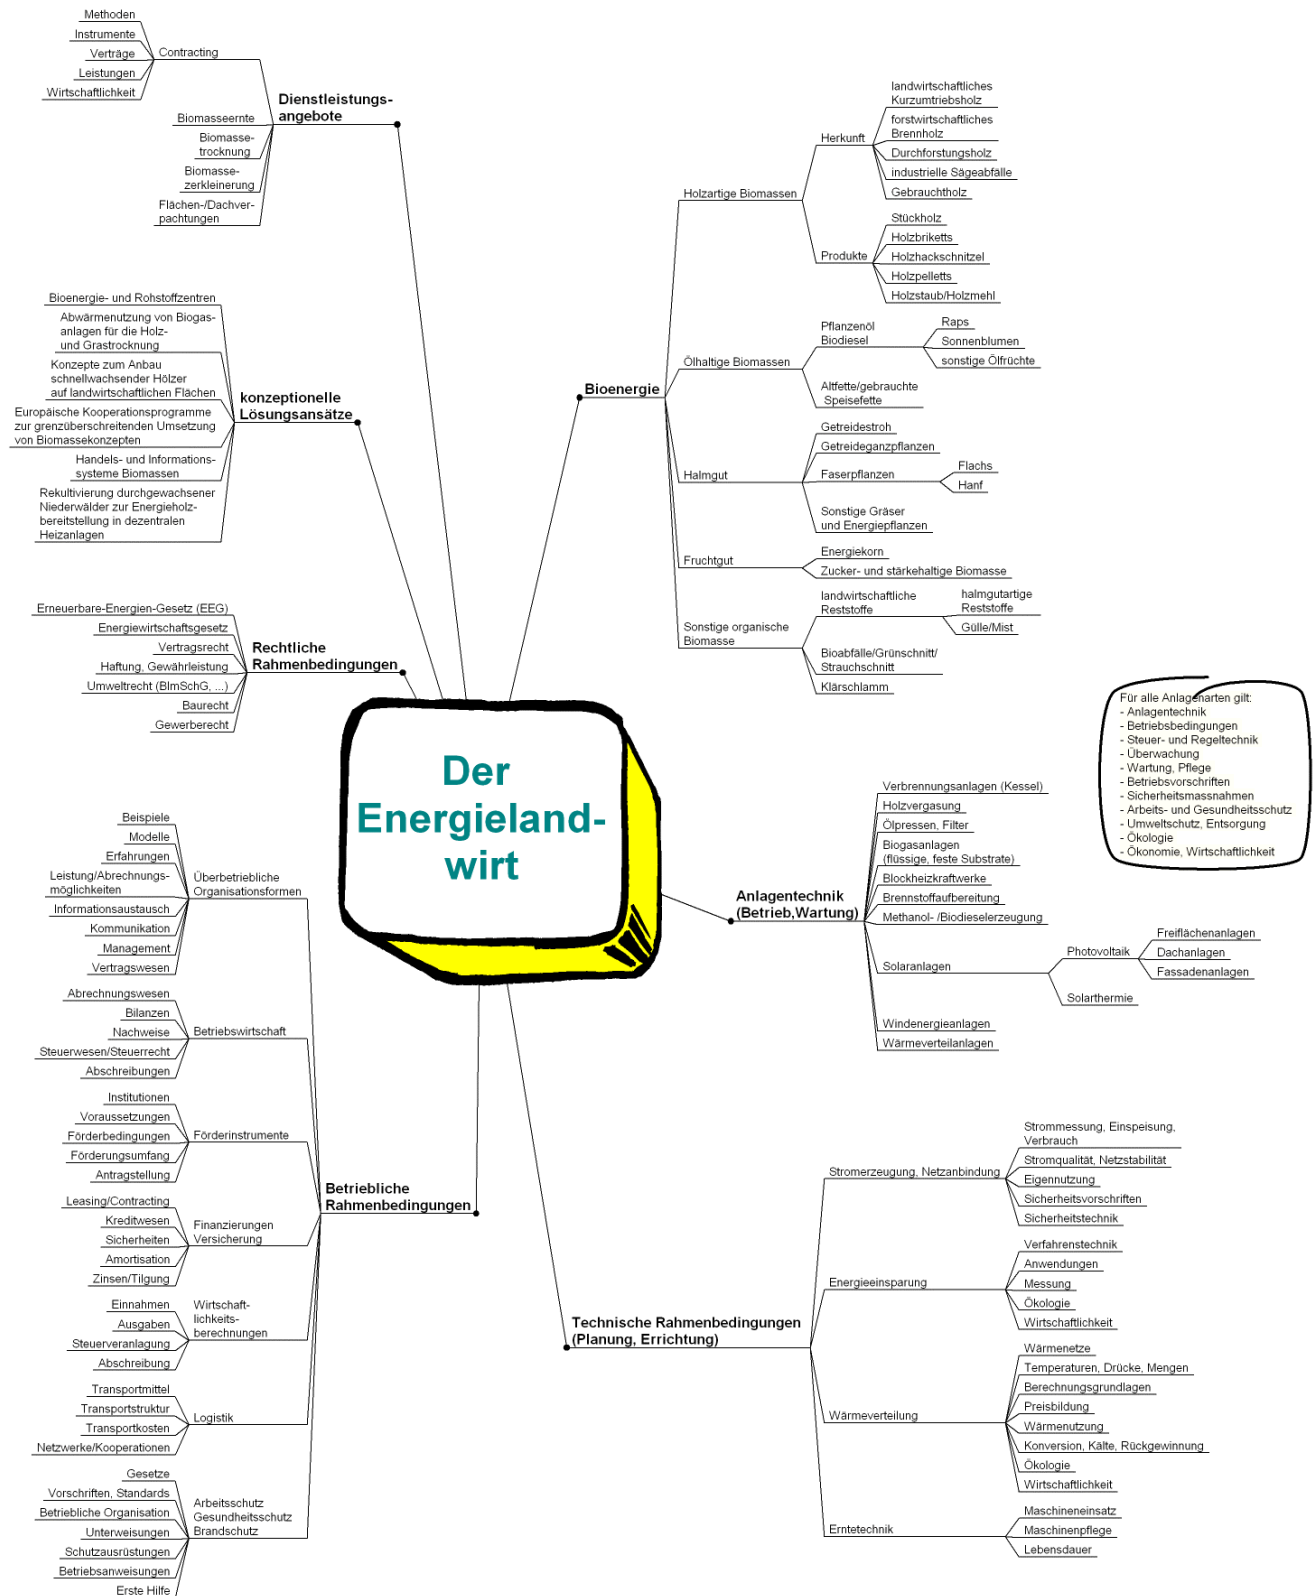 Methoden
Instrumente
Verträge
Leistungen
Wirtschaftlichkeit
Contracting
Dienstleistungs-
angebote
Biomasseernte
Biomasse-
trocknung
Biomasse-
zerkleinerung
Flächen-/Dachver-
pachtungen
Bioenergie- und Rohstoffzentren
Abwärmenutzung von Biogas-
anlagen für die Holz-
und Grastrocknung
Konzepte zum Anbau
schnellwachsender Hölzer
auf landwirtschaftlichen Flächen
Europäische Kooperationsprogramme
zur grenzüberschreitenden Umsetzung
von Biomassekonzepten
Handels- und Informations-
systeme Biomassen
Rekultivierung durchgewachsener
Niederwälder zur Energieholz-
bereitstellung in dezentralen
Heizanlagen
konzeptionelle
Lösungsansätze
Erneuerbare-Energien-Gesetz (EEG)
Energiewirtschaftsgesetz
Vertragsrecht
Haftung, Gewährleistung
Umweltrecht (BImSchG, ...)
Baurecht
Gewerberecht
Rechtliche
Rahmenbedingungen
Der
Energieland-
wirt
Beispiele
Modelle
Erfahrungen
Leistung/Abrechnungs-
möglichkeiten
Informationsaustausch
Kommunikation
Management
Vertragswesen
Überbetriebliche
Organisationsformen
Abrechnungswesen
Bilanzen
Nachweise
Steuerwesen/Steuerrecht
Abschreibungen
Betriebswirtschaft
Institutionen
Voraussetzungen
Förderbedingungen
Förderungsumfang
Antragstellung
Förderinstrumente
Betriebliche
Rahmenbedingungen
Leasing/Contracting
Kreditwesen
Sicherheiten
Amortisation
Zinsen/Tilgung
Finanzierungen
Versicherung
Einnahmen
Ausgaben
Steuerveranlagung
Abschreibung
Wirtschaft-
lichkeits-
berechnungen
Transportmittel
Transportstruktur
Transportkosten
Netzwerke/Kooperationen
Logistik
Gesetze
Vorschriften, Standards
Betriebliche Organisation
Unterweisungen
Schutzausrüstungen
Betriebsanweisungen
Erste Hilfe
Arbeitsschutz
Gesundheitsschutz
Brandschutz
Bioenergie
Holzartige Biomassen
Herkunft
landwirtschaftliches
Kurzumtriebsholz
forstwirtschaftliches
Brennholz
Durchforstungsholz
industrielle Sägeabfälle
Gebrauchtholz
Produkte
Stückholz
Holzbriketts
Holzhackschnitzel
Holzpelletts
Holzstaub/Holzmehl
Ölhaltige Biomassen
Pflanzenöl
Biodiesel
Raps
Sonnenblumen
sonstige Ölfrüchte
Altfette/gebrauchte
Speisefette
Halmgut
Getreidestroh
Getreideganzpflanzen
Faserpflanzen
Flachs
Hanf
Sonstige Gräser
und Energiepflanzen
Fruchtgut
Energiekorn
Zucker- und stärkehaltige Biomasse
Sonstige organische
Biomasse
landwirtschaftliche
Reststoffe
halmgutartige
Reststoffe
Gülle/Mist
Bioabfälle/Grünschnitt/
Strauchschnitt
Klärschlamm
Für alle Anlagenarten gilt:
- Anlagentechnik
- Betriebsbedingungen
- Steuer- und Regeltechnik
- Überwachung
- Wartung, Pflege
- Betriebsvorschriften
- Sicherheitsmassnahmen
- Arbeits- und Gesundheitsschutz
- Umweltschutz, Entsorgung
- Ökologie
- Ökonomie, Wirtschaftlichkeit
Anlagentechnik
(Betrieb,Wartung)
Verbrennungsanlagen (Kessel)
Holzvergasung
Ölpressen, Filter
Biogasanlagen
(flüssige, feste Substrate)
Blockheizkraftwerke
Brennstoffaufbereitung
Methanol- /Biodieselerzeugung
Solaranlagen
Photovoltaik
Freiflächenanlagen
Dachanlagen
Fassadenanlagen
Solarthermie
Windenergieanlagen
Wärmeverteilanlagen
Technische Rahmenbedingungen
(Planung, Errichtung)
Stromerzeugung, Netzanbindung
Strommessung, Einspeisung,
Verbrauch
Stromqualität, Netzstabilität
Eigennutzung
Sicherheitsvorschriften
Sicherheitstechnik
Energieeinsparung
Verfahrenstechnik
Anwendungen
Messung
Ökologie
Wirtschaftlichkeit
Wärmeverteilung
Wärmenetze
Temperaturen, Drücke, Mengen
Berechnungsgrundlagen
Preisbildung
Wärmenutzung
Konversion, Kälte, Rückgewinnung
Ökologie
Wirtschaftlichkeit
Erntetechnik
Maschineneinsatz
Maschinenpflege
Lebensdauer